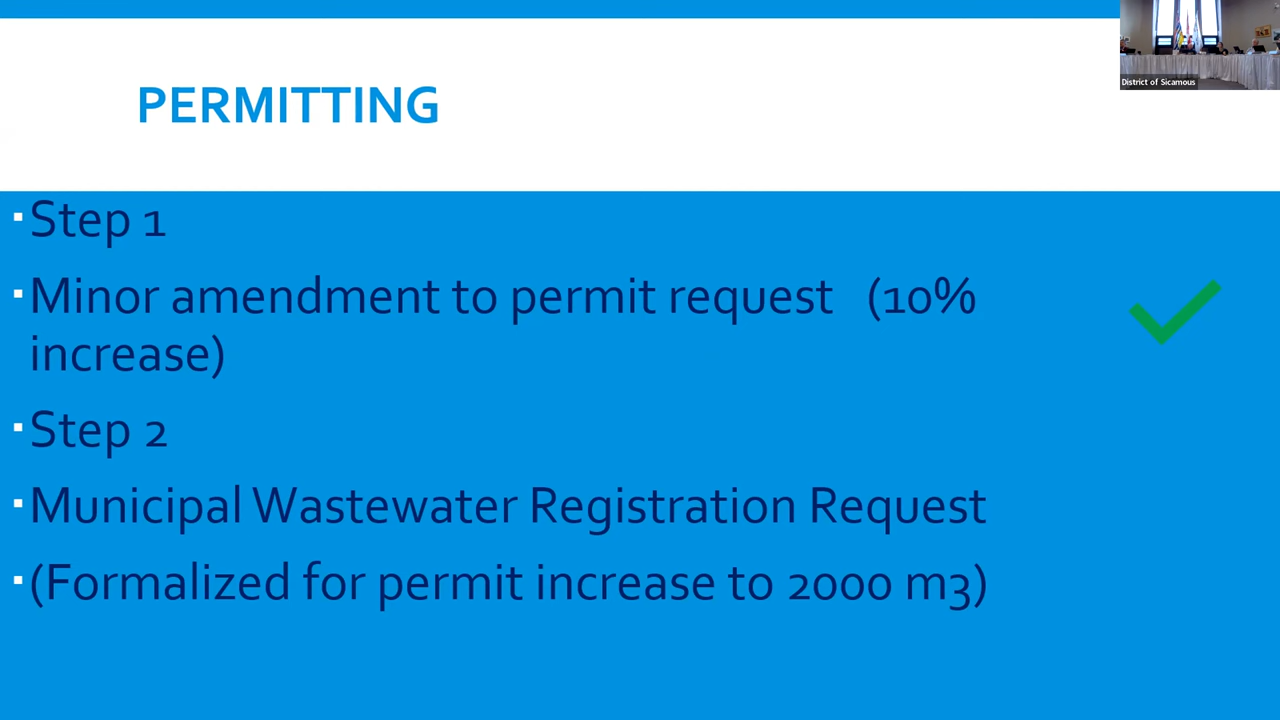 PERMITTING
District of Sicamous
Step 1
Minor amendment to permit request (10%
increase)
Step 2
Municipal Wastewater Registration Request
(Formalized for permit increase to 2000 m3)